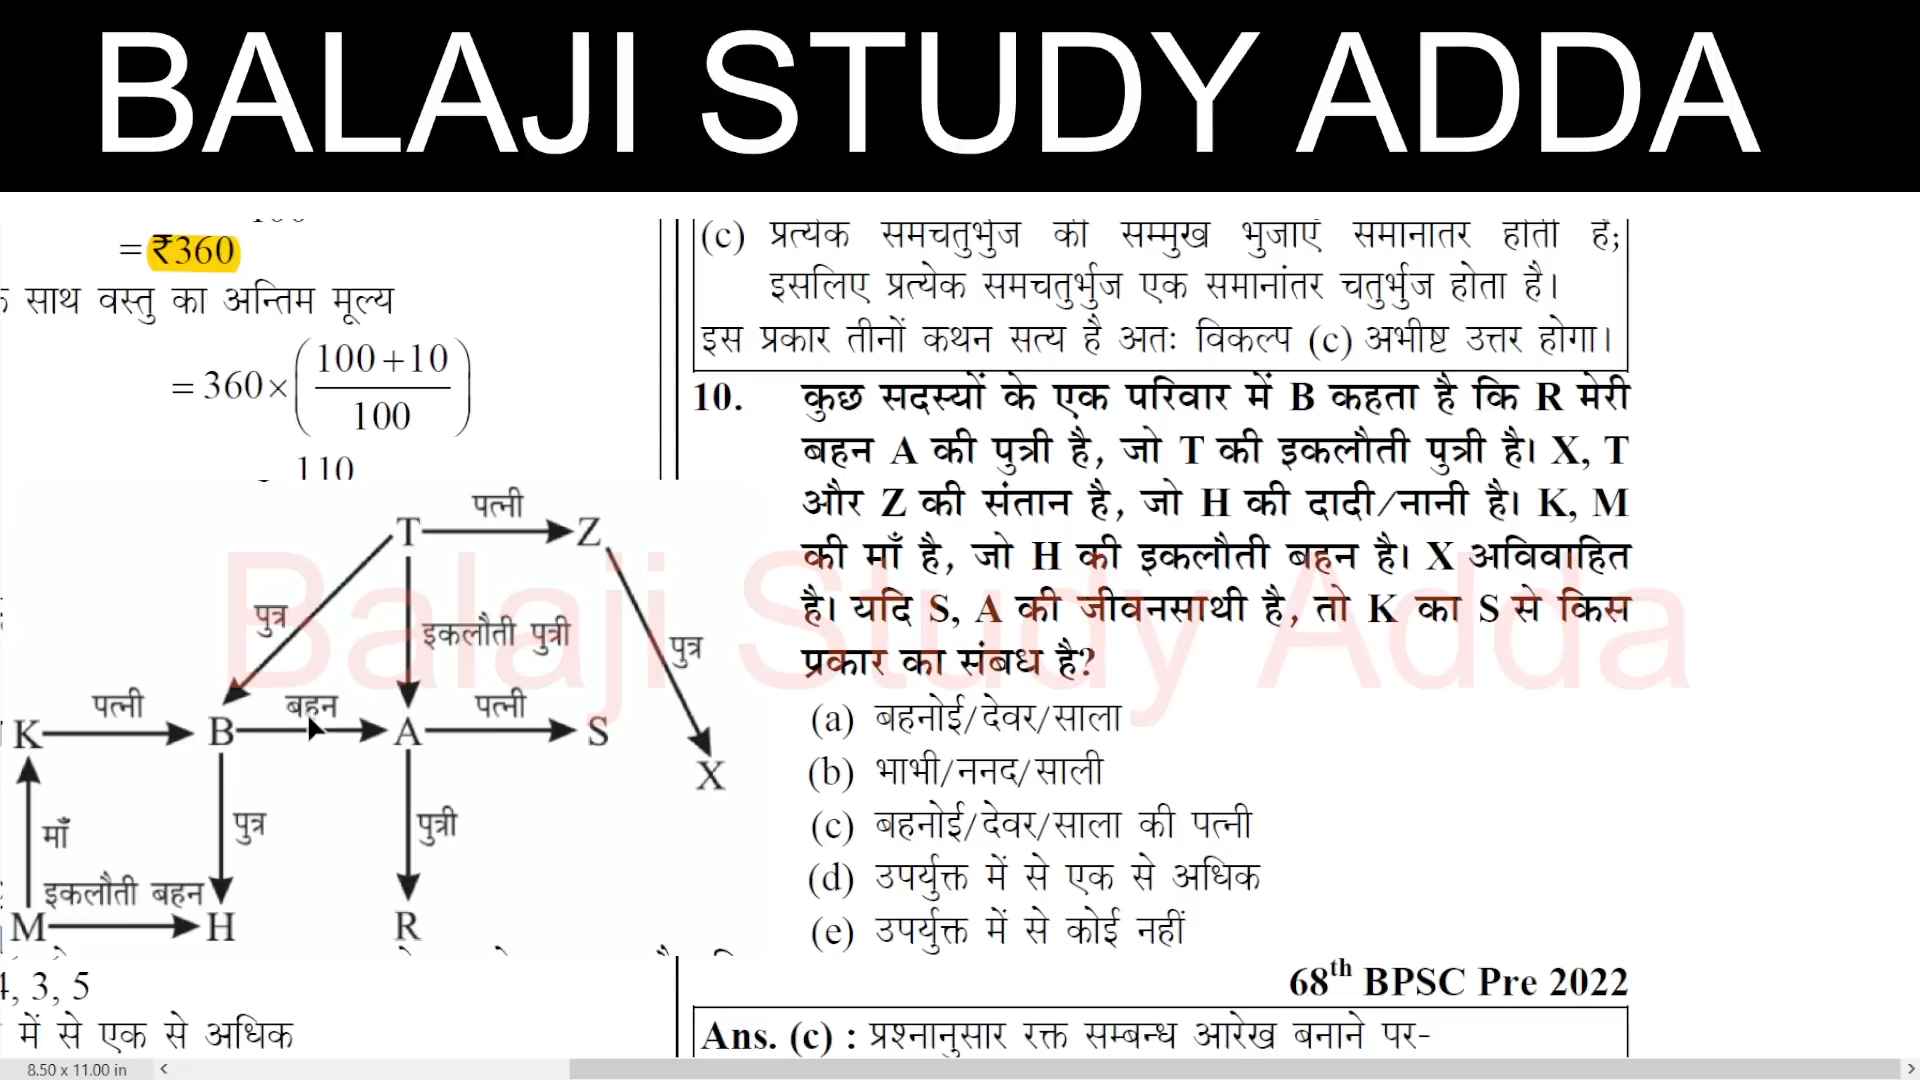 BALAJI STUDY ADDA
= ₹360
साथ वस्तु का अन्तिम मूल्य
= 360 × ( 100 + 10 / 100 )
110
T पत्नी Z
पुत्र
इकलौती पुत्री
पुत्र
K पत्नी B बहन A पत्नी S
X
माँ
पुत्र
पुत्री
इकलौती बहन
M H R
4, 3, 5
में से एक से अधिक
(c) प्रत्येक समचतुर्भुज की सम्मुख भुजाएं समानांतर होती हैं;
इसलिए प्रत्येक समचतुर्भुज एक समानांतर चतुर्भुज होता है।
इस प्रकार तीनों कथन सत्य है अतः विकल्प (c) अभीष्ट उत्तर होगा।
10. कुछ सदस्यों के एक परिवार में B कहता है कि R मेरी
बहन A की पुत्री है, जो T की इकलौती पुत्री है। X, T
और Z की संतान है, जो H की दादी/नानी है। K, M
की माँ है, जो H की इकलौती बहन है। X अविवाहित
है। यदि S, A की जीवनसाथी है, तो K का S से किस
प्रकार का संबध है?
(a) बहनोई/देवर/साला
(b) भाभी/ननद/साली
(c) बहनोई/देवर/साला की पत्नी
(d) उपर्युक्त में से एक से अधिक
(e) उपर्युक्त में से कोई नहीं
68th BPSC Pre 2022
Ans. (c) : प्रश्नानुसार रक्त सम्बन्ध आरेख बनाने पर-
Balaji Study Adda
8.50 x 11.00 in